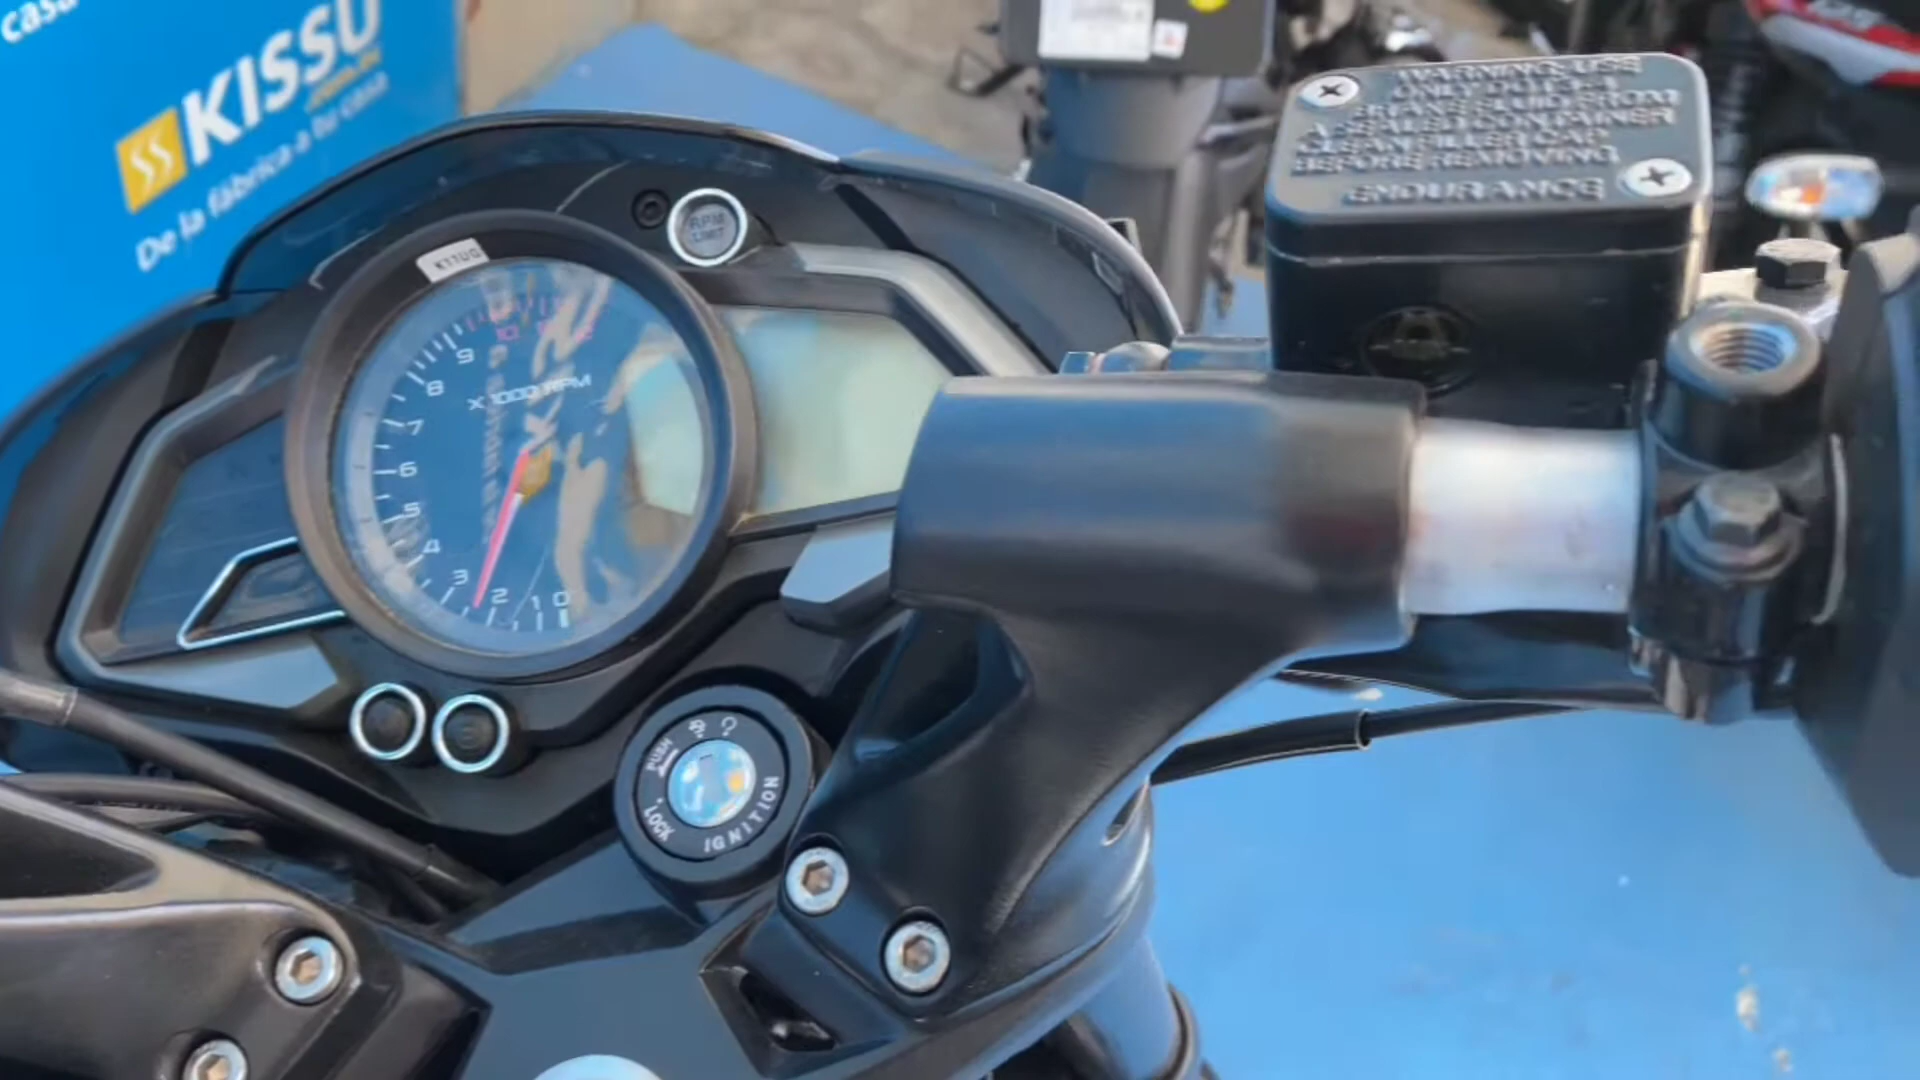 casa
KISSU
De la fábrica a tu casa
WARNING: USE
ONLY DOT 3-4
BRAKE FLUID FROM
A SEALED CONTAINER
CLEAN FILLER CAP
BEFORE REMOVING
ENDURANCE
RPM
LIMIT
K11UG
10
9
8
7
6
5
4
3
2
1
0
X 1000 RPM
PUSH
LOCK
IGNITION